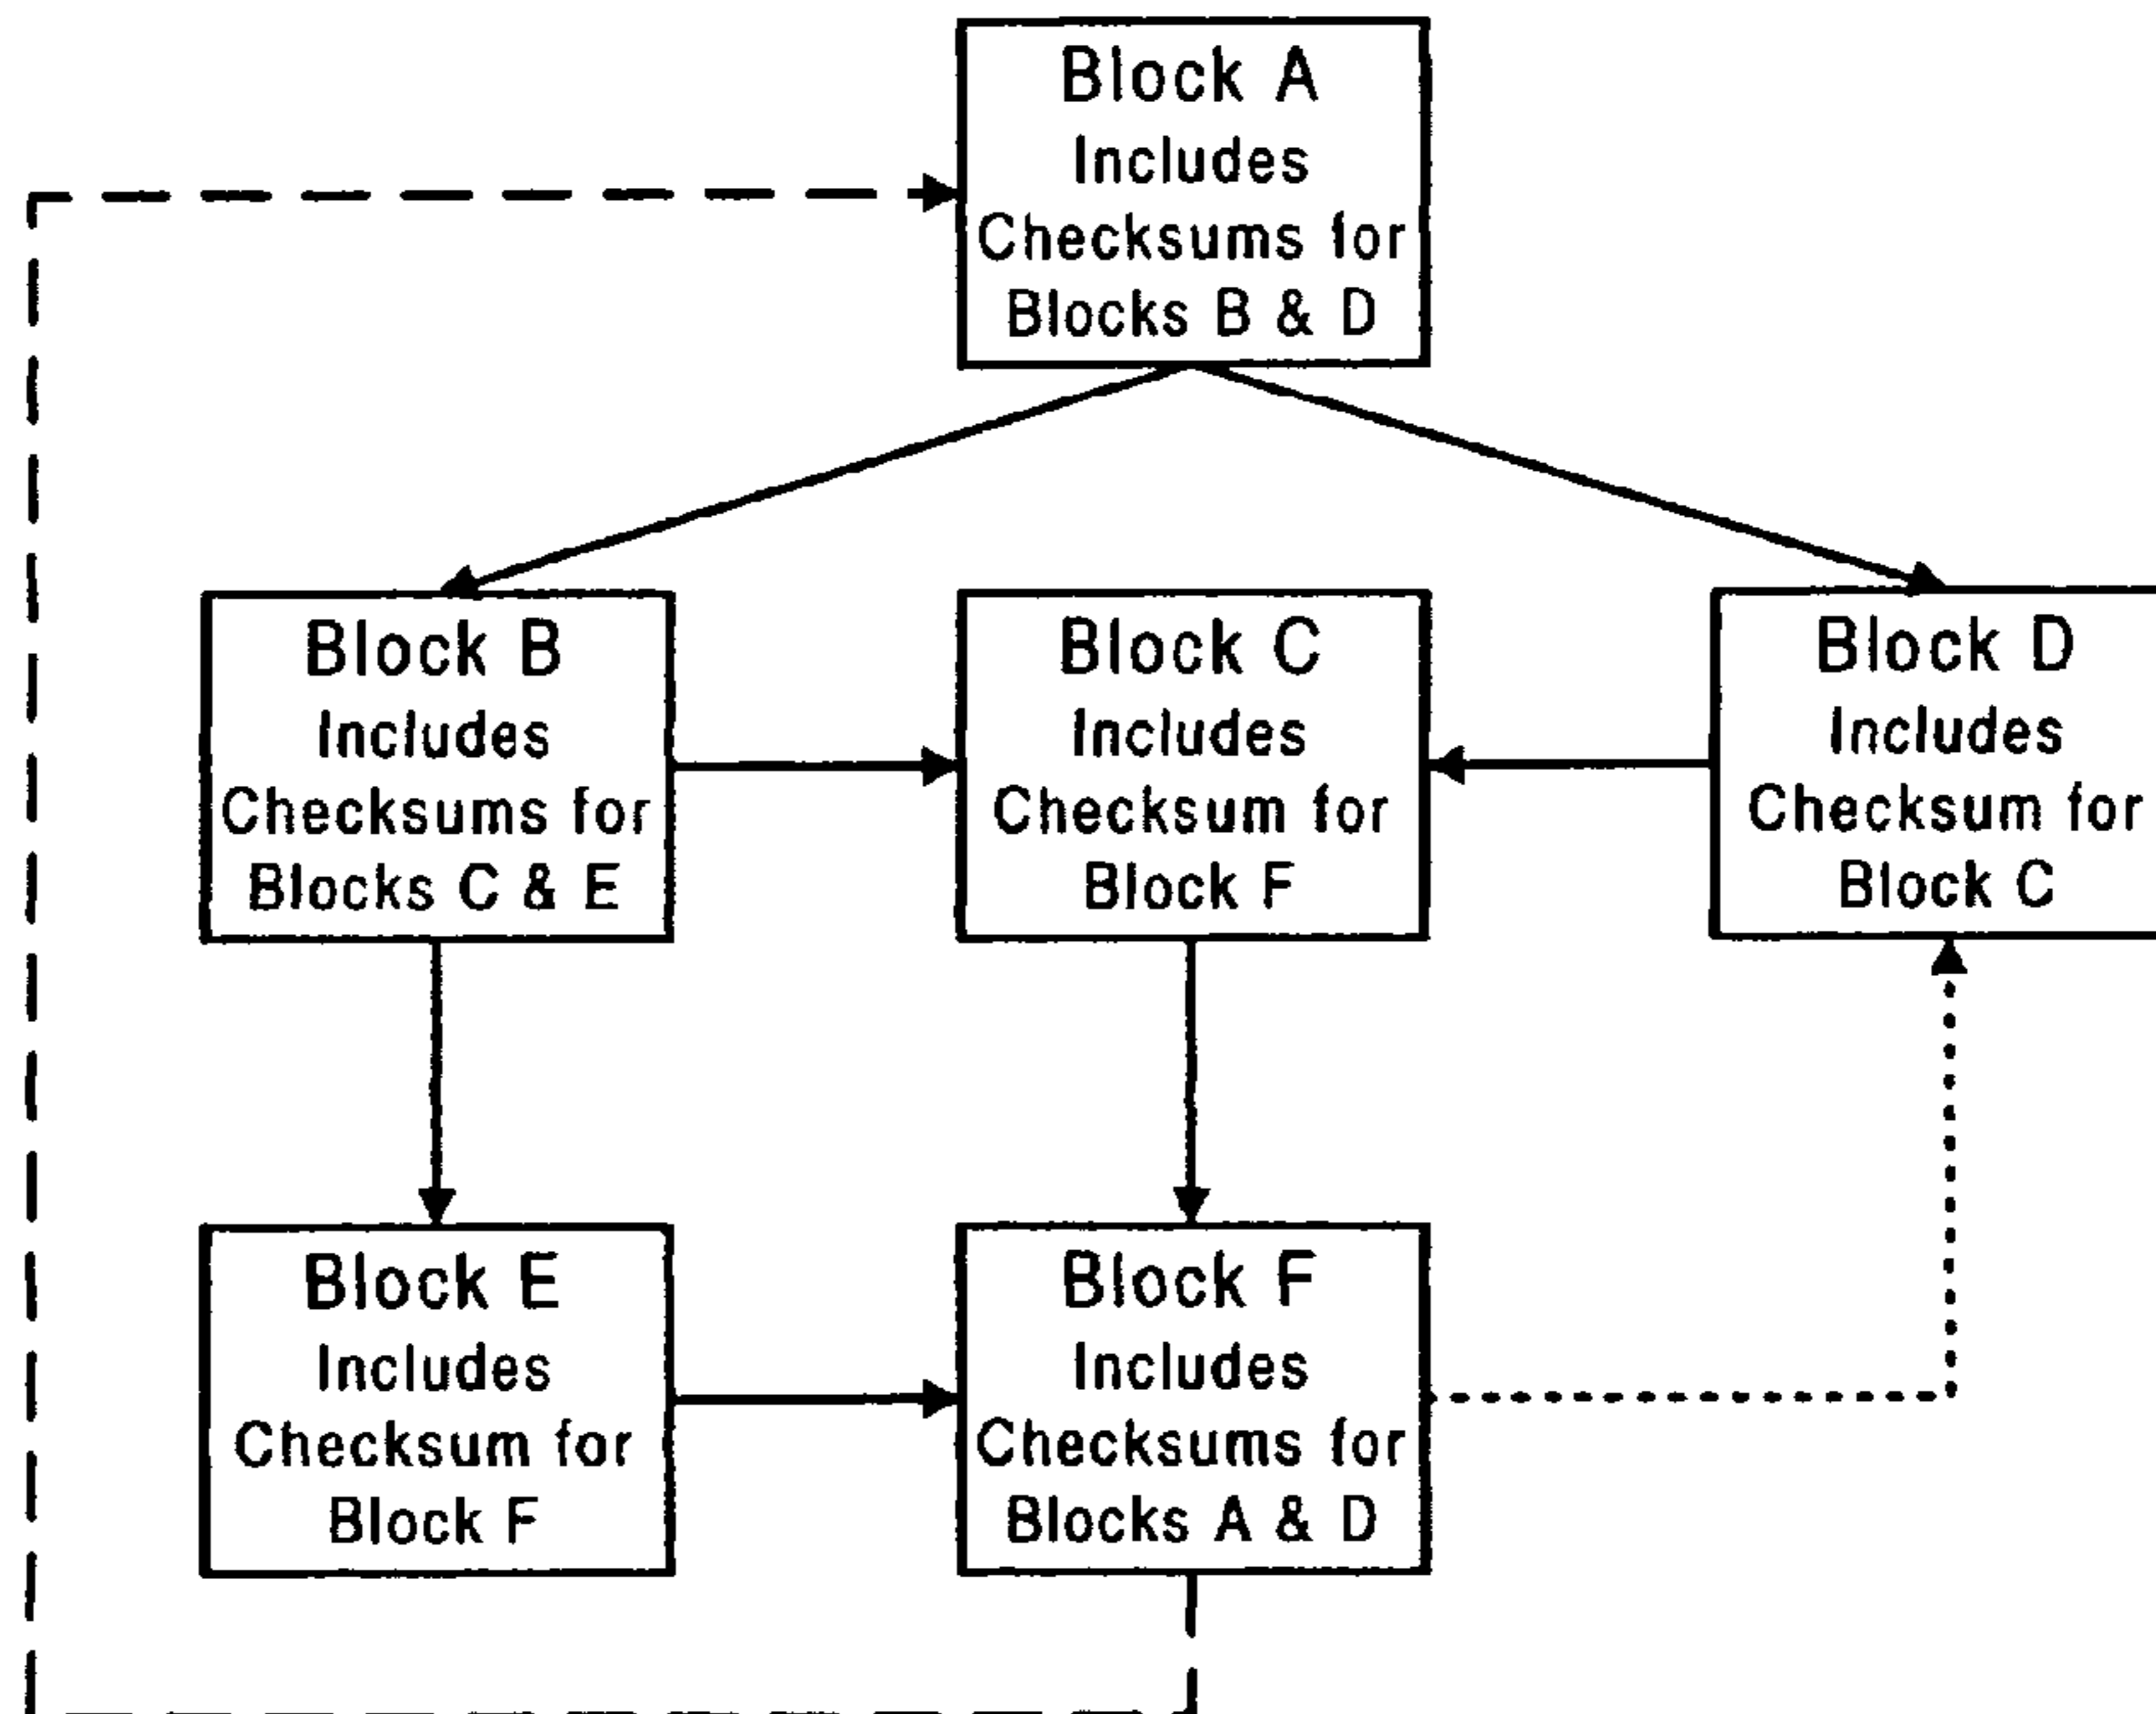 Block A
Includes
Checksums for
Blocks B & D
Block B
Includes
Checksums for
Blocks C & E
Block C
Includes
Checksum for
Block F
Block D
Includes
Checksum for
Block C
Block E
Includes
Checksum for
Block F
Block F
Includes
Checksums for
Blocks A & D